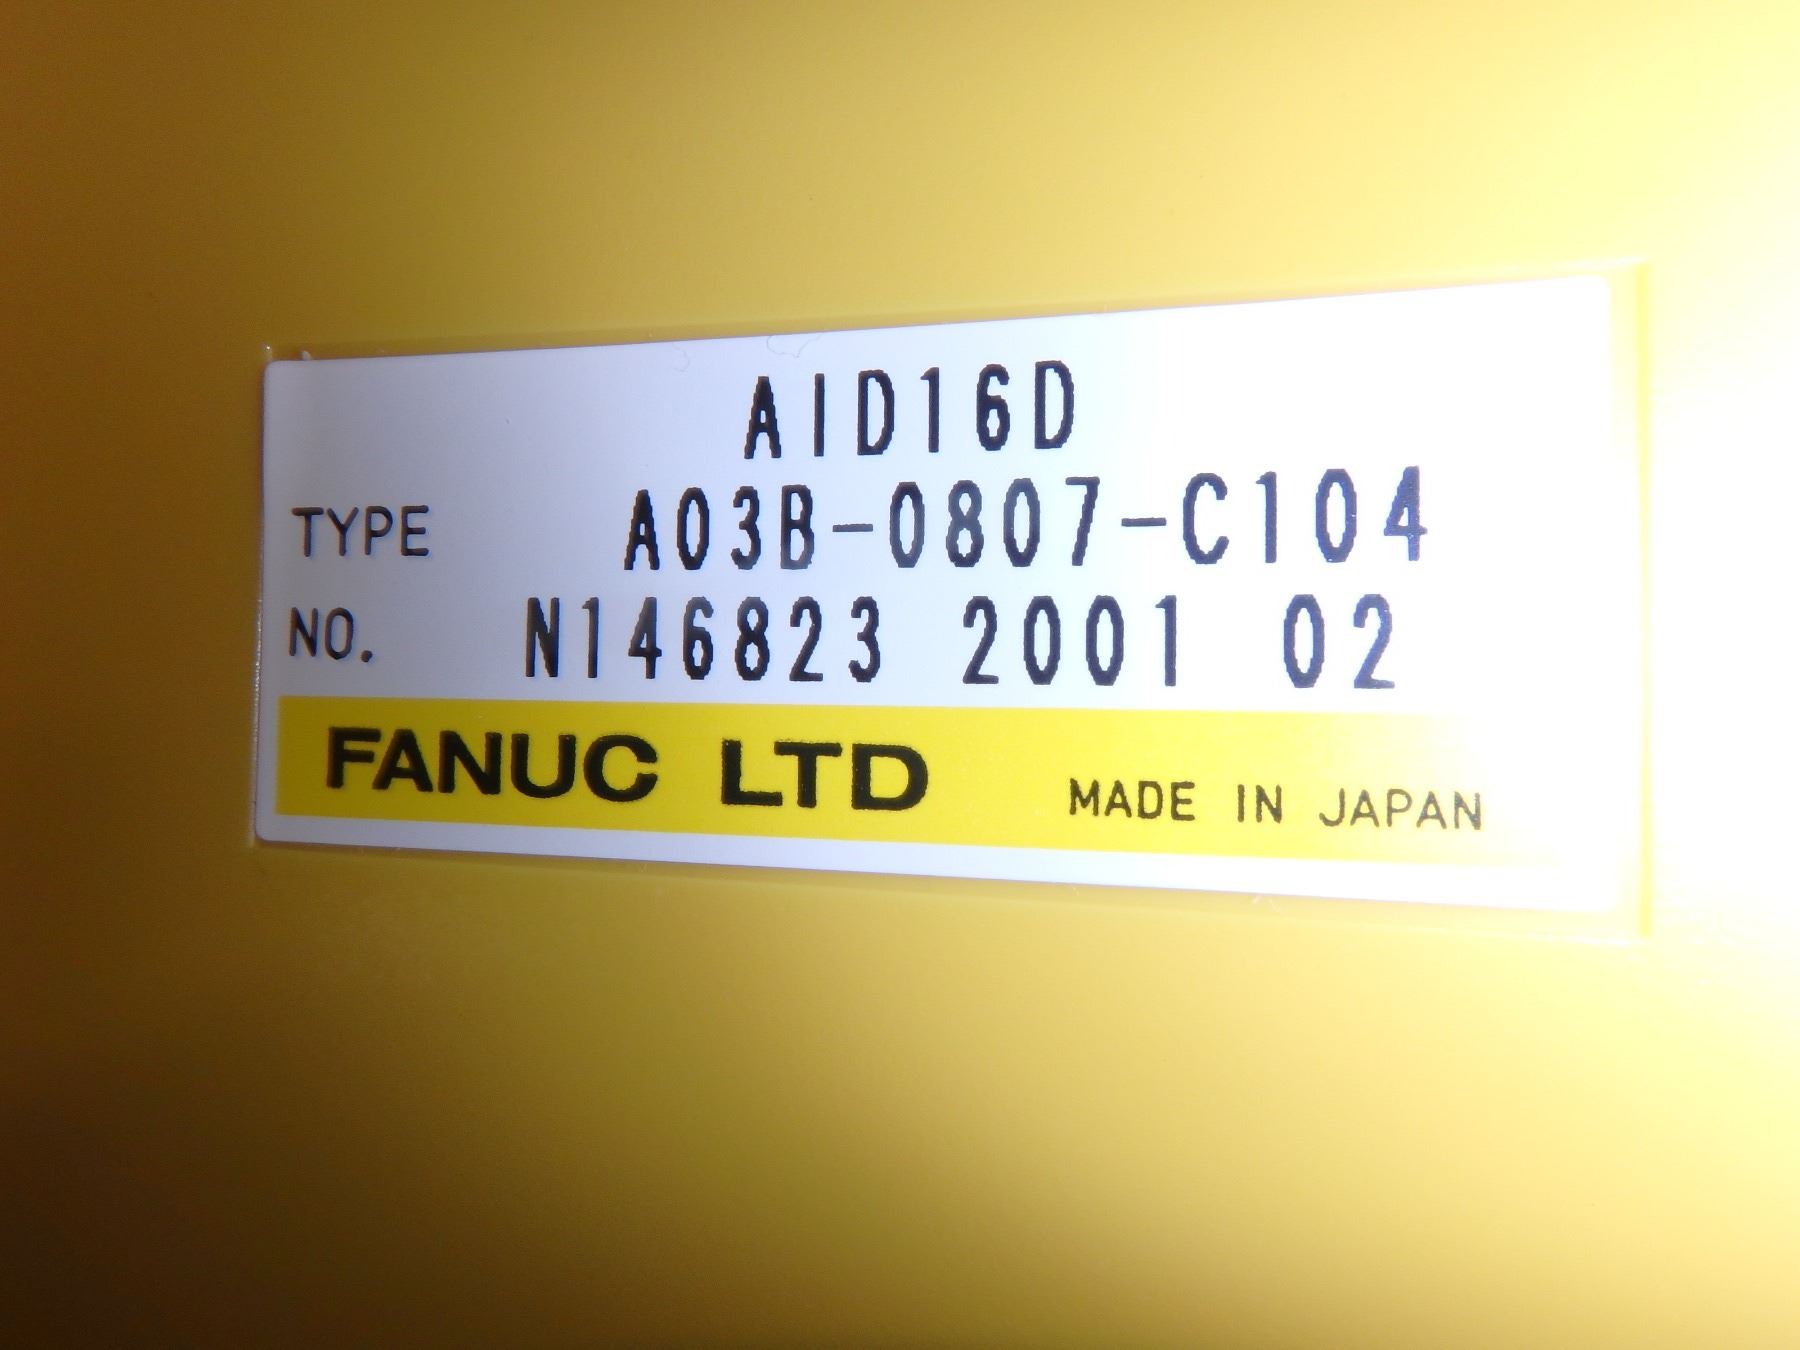 AID16D
TYPE A03B-0807-C104
NO. N146823 2001 02
FANUC LTD MADE IN JAPAN